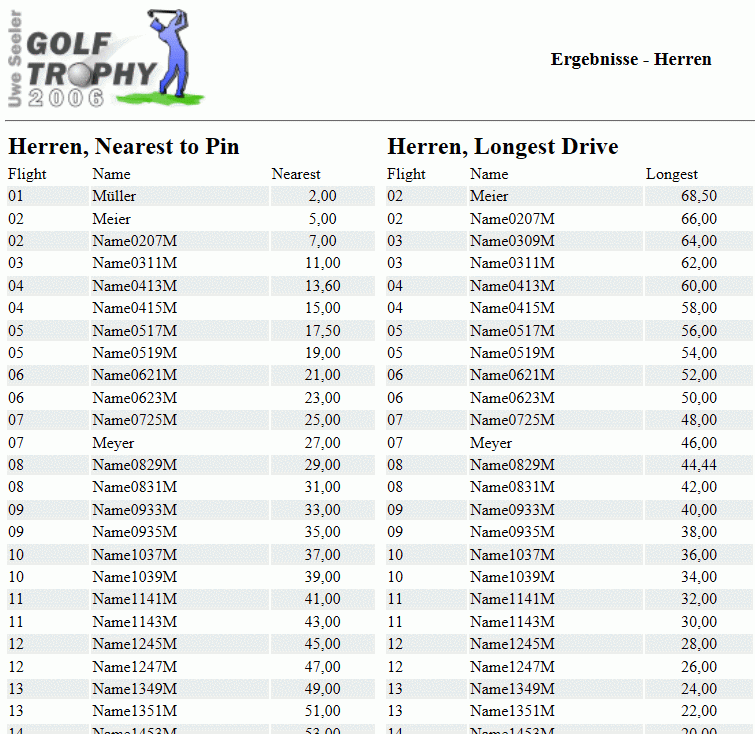 Uwe Seeler
GOLF
TROPHY
2006
Ergebnisse - Herren
Herren, Nearest to Pin
Flight Name Nearest
01 Müller 2,00
02 Meier 5,00
02 Name0207M 7,00
03 Name0311M 11,00
04 Name0413M 13,60
04 Name0415M 15,00
05 Name0517M 17,50
05 Name0519M 19,00
06 Name0621M 21,00
06 Name0623M 23,00
07 Name0725M 25,00
07 Meyer 27,00
08 Name0829M 29,00
08 Name0831M 31,00
09 Name0933M 33,00
09 Name0935M 35,00
10 Name1037M 37,00
10 Name1039M 39,00
11 Name1141M 41,00
11 Name1143M 43,00
12 Name1245M 45,00
12 Name1247M 47,00
13 Name1349M 49,00
13 Name1351M 51,00
14 Name1453M 53,00
Herren, Longest Drive
Flight Name Longest
02 Meier 68,50
02 Name0207M 66,00
03 Name0309M 64,00
03 Name0311M 62,00
04 Name0413M 60,00
04 Name0415M 58,00
05 Name0517M 56,00
05 Name0519M 54,00
06 Name0621M 52,00
06 Name0623M 50,00
07 Name0725M 48,00
07 Meyer 46,00
08 Name0829M 44,44
08 Name0831M 42,00
09 Name0933M 40,00
09 Name0935M 38,00
10 Name1037M 36,00
10 Name1039M 34,00
11 Name1141M 32,00
11 Name1143M 30,00
12 Name1245M 28,00
12 Name1247M 26,00
13 Name1349M 24,00
13 Name1351M 22,00
14 Name1453M 20,00